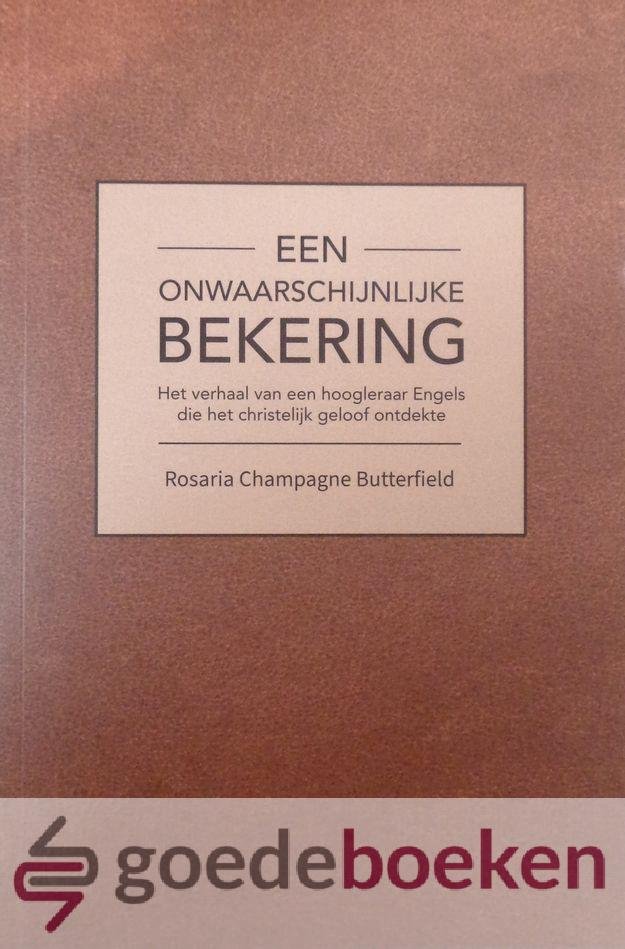 EEN
ONWAARSCHIJNLIJKE
BEKERING
Het verhaal van een hoogleraar Engels
die het christelijk geloof ontdekte
Rosaria Champagne Butterfield
goedeboeken